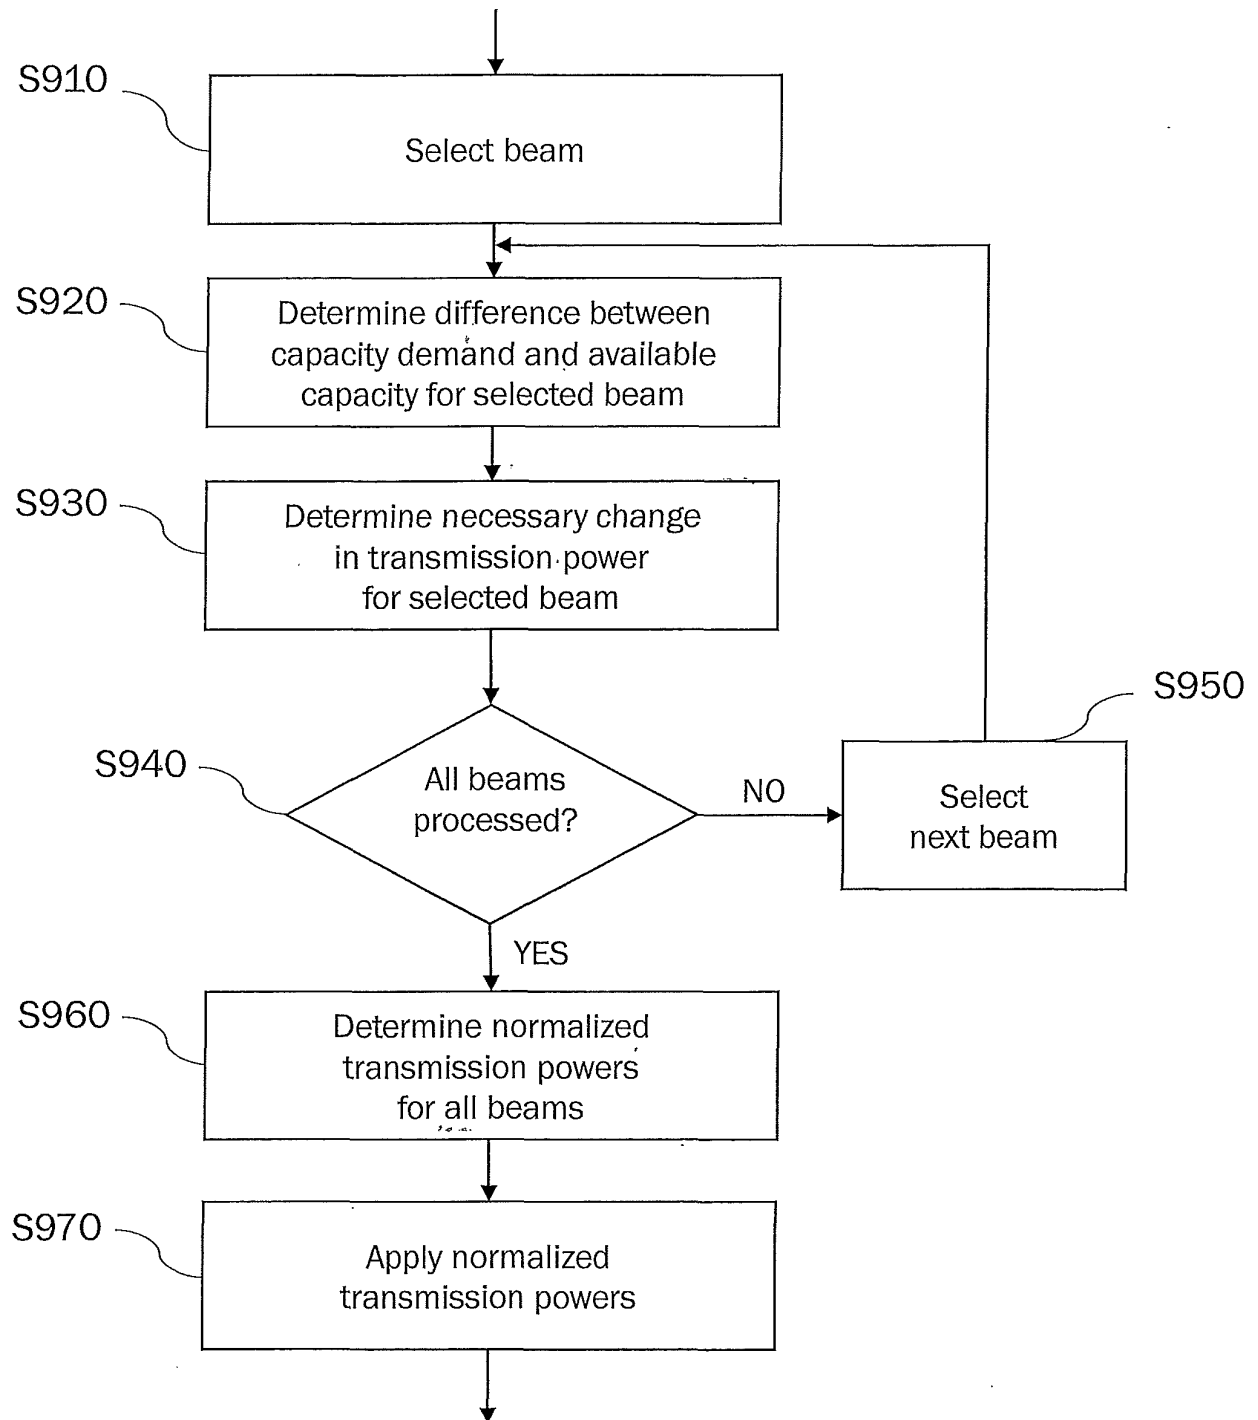 S910
Select beam
S920
Determine difference between
capacity demand and available
capacity for selected beam
S930
Determine necessary change
in transmission power
for selected beam
S940
All beams
processed?
NO
S950
Select
next beam
YES
S960
Determine normalized
transmission powers
for all beams
S970
Apply normalized
transmission powers